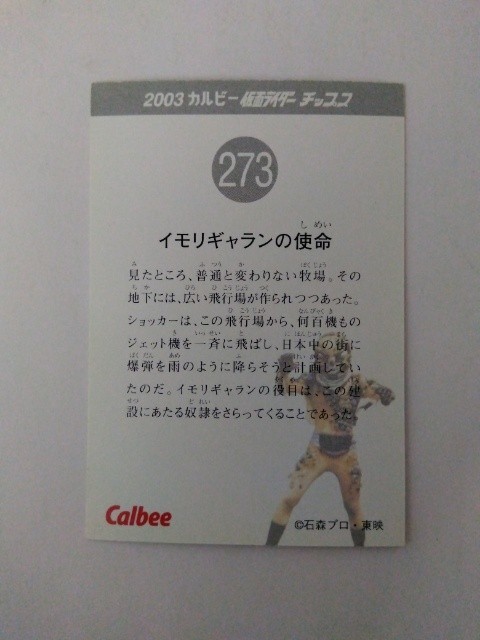 2003 カルビー 仮面ライダー チップス
273
イモリギャランの使命
しめい
見たところ、普通と変わりない牧場。その
地下には、広い飛行場が作られつつあった。
ショッカーは、この飛行場から、何百機もの
ジェット機を一斉に飛ばし、日本中の街に
爆弾を雨のように降らそうと計画してい
たのだ。イモリギャランの役目は、この建
設にあたる奴隷をさらってくることであった。
Calbee
©石森プロ・東映